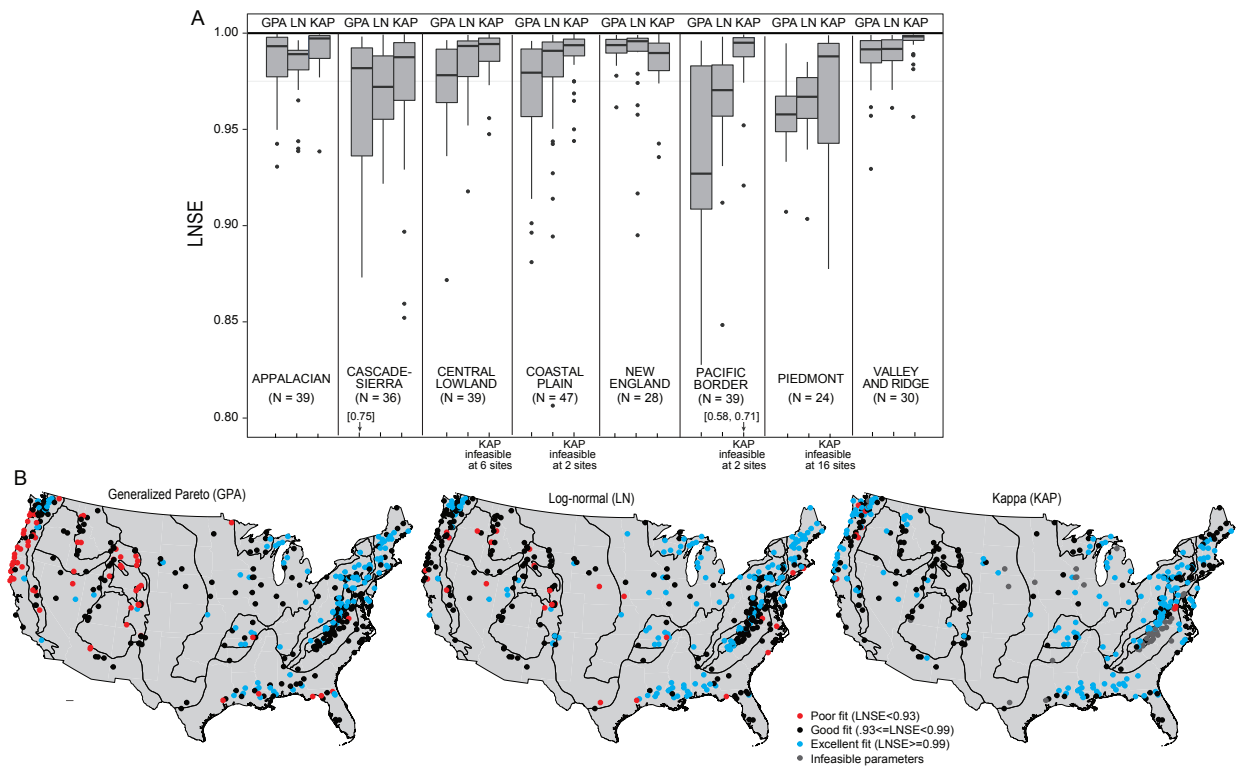 A
GPA LN KAP GPA LN KAP GPA LN KAP GPA LN KAP GPA LN KAP GPA LN KAP GPA LN KAP GPA LN KAP
1.00
0.95
0.90
0.85
0.80
LNSE
APPALACIAN
(N = 39)
CASCADE-
SIERRA
(N = 36)
[0.75]
CENTRAL
LOWLAND
(N = 39)
COASTAL
PLAIN
(N = 47)
NEW
ENGLAND
(N = 28)
PACIFIC
BORDER
(N = 39)
[0.58, 0.71]
PIEDMONT
(N = 24)
VALLEY
AND RIDGE
(N = 30)
KAP
infeasible
at 6 sites
KAP
infeasible
at 2 sites
KAP
infeasible
at 2 sites
KAP
infeasible
at 16 sites
B
Generalized Pareto (GPA)
Log-normal (LN)
Kappa (KAP)
Poor fit (LNSE<0.93)
Good fit (.93<=LNSE<0.99)
Excellent fit (LNSE>=0.99)
Infeasible parameters